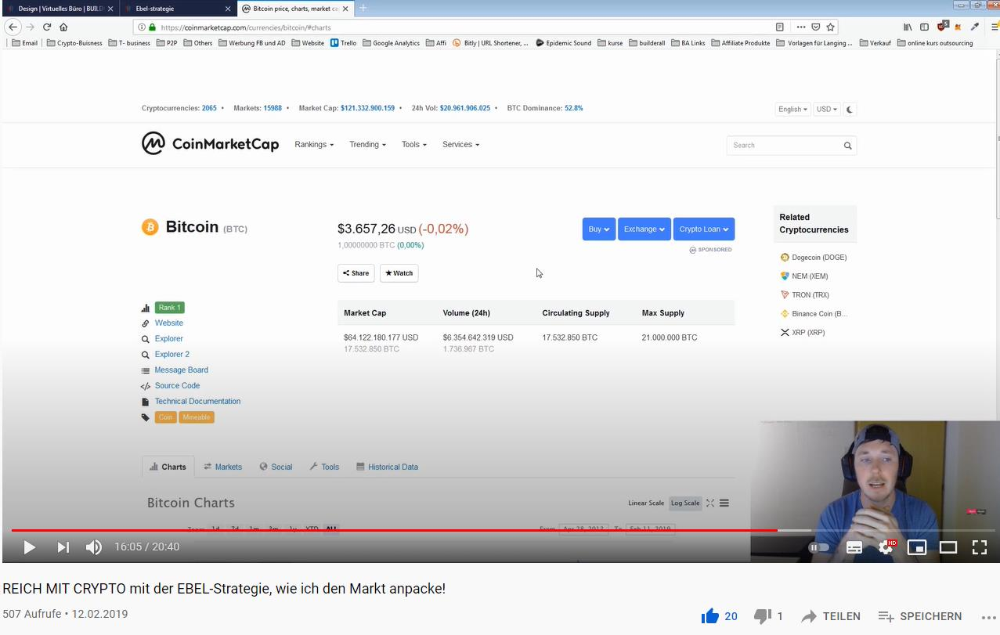 Design | Virtuelles Büro | BUILD
Ebel-strategie
Bitcoin price, charts, market ca
https://coinmarketcap.com/currencies/bitcoin/#charts
Email Crypto-Buisness T- business P2P Others Werbung FB und AD Website Trello Google Analytics Affi Bitly | URL Shortener, ... Epidemic Sound kurse builderall BA Links Affiliate Produkte Vorlagen für Langing ... Verkauf online kurs outsourcing
Cryptocurrencies: 2065 • Markets: 15988 • Market Cap: $121.332.900.159 • 24h Vol: $20.961.906.025 • BTC Dominance: 52.8%
English USD
CoinMarketCap Rankings Trending Tools Services Search
Bitcoin (BTC)
$3.657,26 USD (-0,02%)
1,00000000 BTC (0,00%)
Buy Exchange Crypto Loan
SPONSORED
Share Watch
Related
Cryptocurrencies
Dogecoin (DOGE)
NEM (XEM)
TRON (TRX)
Binance Coin (B...
XRP (XRP)
Rank 1
Website
Explorer
Explorer 2
Message Board
Source Code
Technical Documentation
Coin Mineable
Market Cap Volume (24h) Circulating Supply Max Supply
$64.122.180.177 USD $6.354.642.319 USD 17.532.850 BTC 21.000.000 BTC
17.532.850 BTC 1.736.967 BTC
Charts Markets Social Tools Historical Data
Bitcoin Charts
Linear Scale Log Scale
Zoom 1d 7d 1m 3m 1y YTD ALL From Apr 28, 2013 To Feb 11, 2019
16:05 / 20:40
HD
REICH MIT CRYPTO mit der EBEL-Strategie, wie ich den Markt anpacke!
507 Aufrufe • 12.02.2019
20 1 TEILEN SPEICHERN